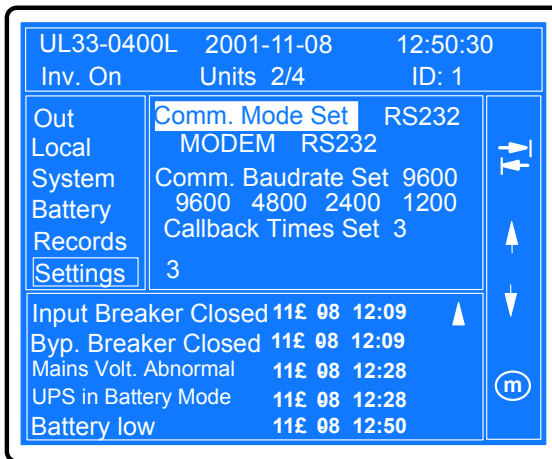 UL33-0400L 2001-11-08 12:50:30
Inv. On Units 2/4 ID: 1
Out
Local
System
Battery
Records
Settings
Comm. Mode Set RS232
MODEM RS232
Comm. Baudrate Set 9600
9600 4800 2400 1200
Callback Times Set 3
3
Input Breaker Closed 11£ 08 12:09
Byp. Breaker Closed 11£ 08 12:09
Mains Volt. Abnormal 11£ 08 12:28
UPS in Batt Mode 11£ 08 12:28
Battery low 11£ 08 12:50
m